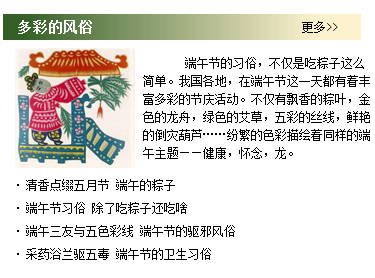 多彩的风俗 更多>>
端午节的习俗，不仅是吃粽子这么
简单。我国各地，在端午节这一天都有着丰
富多彩的节庆活动。不仅有飘香的粽叶，金
色的龙舟，绿色的艾草，五彩的丝线，鲜艳
的倒灾葫芦……纷繁的色彩描绘着同样的端
午主题——健康，怀念，龙。
· 清香点缀五月节 端午的粽子
· 端午节习俗 除了吃粽子还吃啥
· 端午三友与五色彩线 端午节的驱邪风俗
· 采药浴兰驱五毒 端午节的卫生习俗